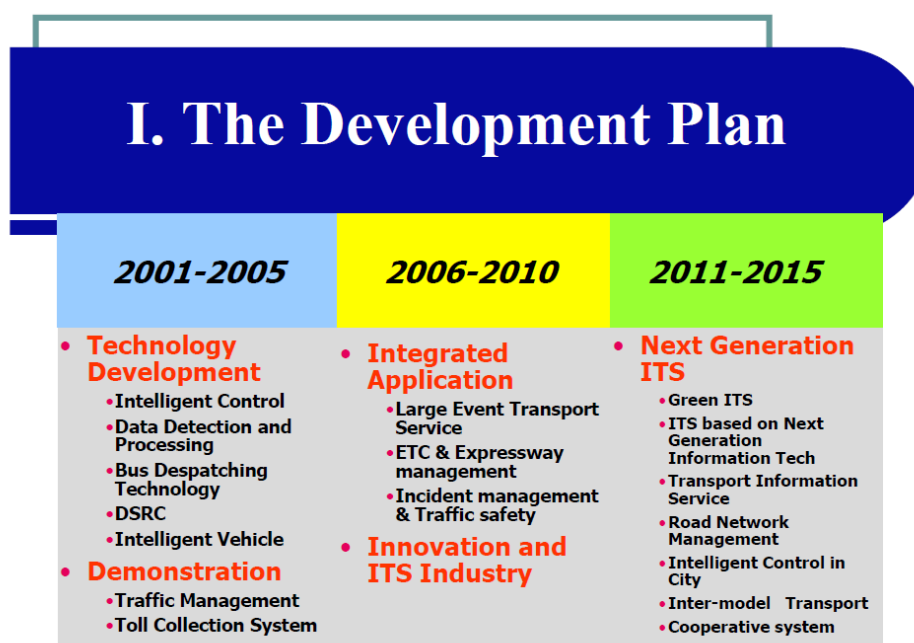 I. The Development Plan
2001-2005
2006-2010
2011-2015
• Technology
Development
•Intelligent Control
•Data Detection and
Processing
•Bus Despatching
Technology
•DSRC
•Intelligent Vehicle
• Demonstration
•Traffic Management
•Toll Collection System
• Integrated
Application
•Large Event Transport
Service
•ETC & Expressway
management
•Incident management
& Traffic safety
• Innovation and
ITS Industry
• Next Generation
ITS
•Green ITS
•ITS based on Next
Generation
Information Tech
•Transport Information
Service
•Road Network
Management
•Intelligent Control in
City
•Inter-model Transport
•Cooperative system